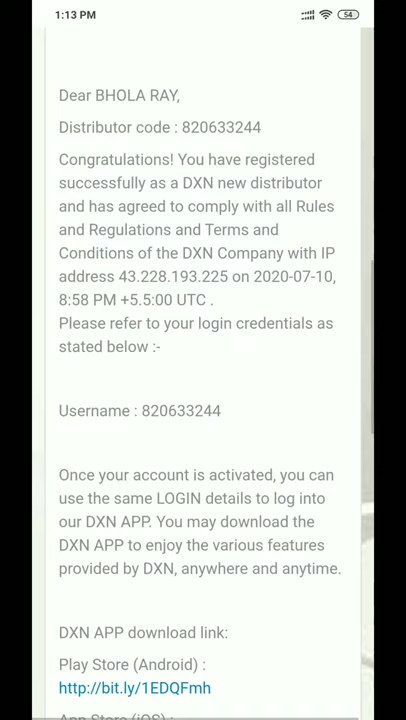 1:13 PM
54
Dear BHOLA RAY,
Distributor code : 820633244
Congratulations! You have registered
successfully as a DXN new distributor
and has agreed to comply with all Rules
and Regulations and Terms and
Conditions of the DXN Company with IP
address 43.228.193.225 on 2020-07-10,
8:58 PM +5.5:00 UTC .
Please refer to your login credentials as
stated below :-
Username : 820633244
Once your account is activated, you can
use the same LOGIN details to log into
our DXN APP. You may download the
DXN APP to enjoy the various features
provided by DXN, anywhere and anytime.
DXN APP download link:
Play Store (Android) :
http://bit.ly/1EDQFmh
App Store (iOS) :